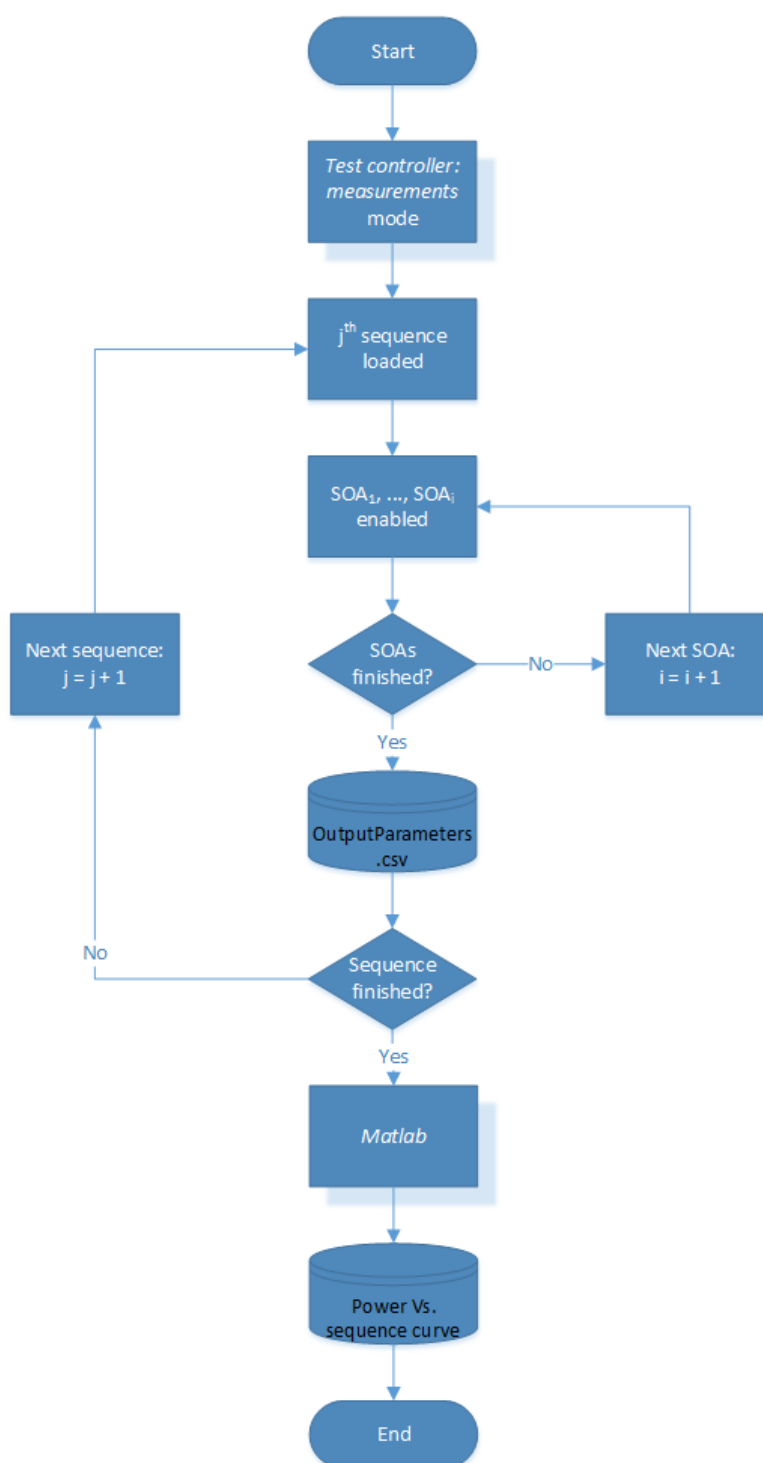 Start
Test controller:
measurements
mode
jth sequence
loaded
SOA1, ..., SOAi
enabled
Next sequence:
j = j + 1
SOAs
finished?
No
Next SOA:
i = i + 1
Yes
OutputParameters
.csv
No
Sequence
finished?
Yes
Matlab
Power Vs.
sequence curve
End